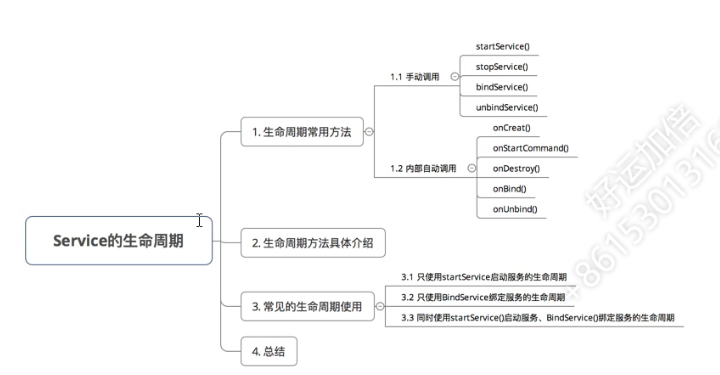 startService()
1.1 手动调用
stopService()
bindService()
unbindService()
1. 生命周期常用方法
onCreat()
onStartCommand()
1.2 内部自动调用
onDestroy()
onBind()
onUnbind()
Service的生命周期
2. 生命周期方法具体介绍
3.1 只使用startService启动服务的生命周期
3. 常见的生命周期使用
3.2 只使用BindService绑定服务的生命周期
3.3 同时使用startService()启动服务、BindService()绑定服务的生命周期
4. 总结
好运加倍
+8615301316